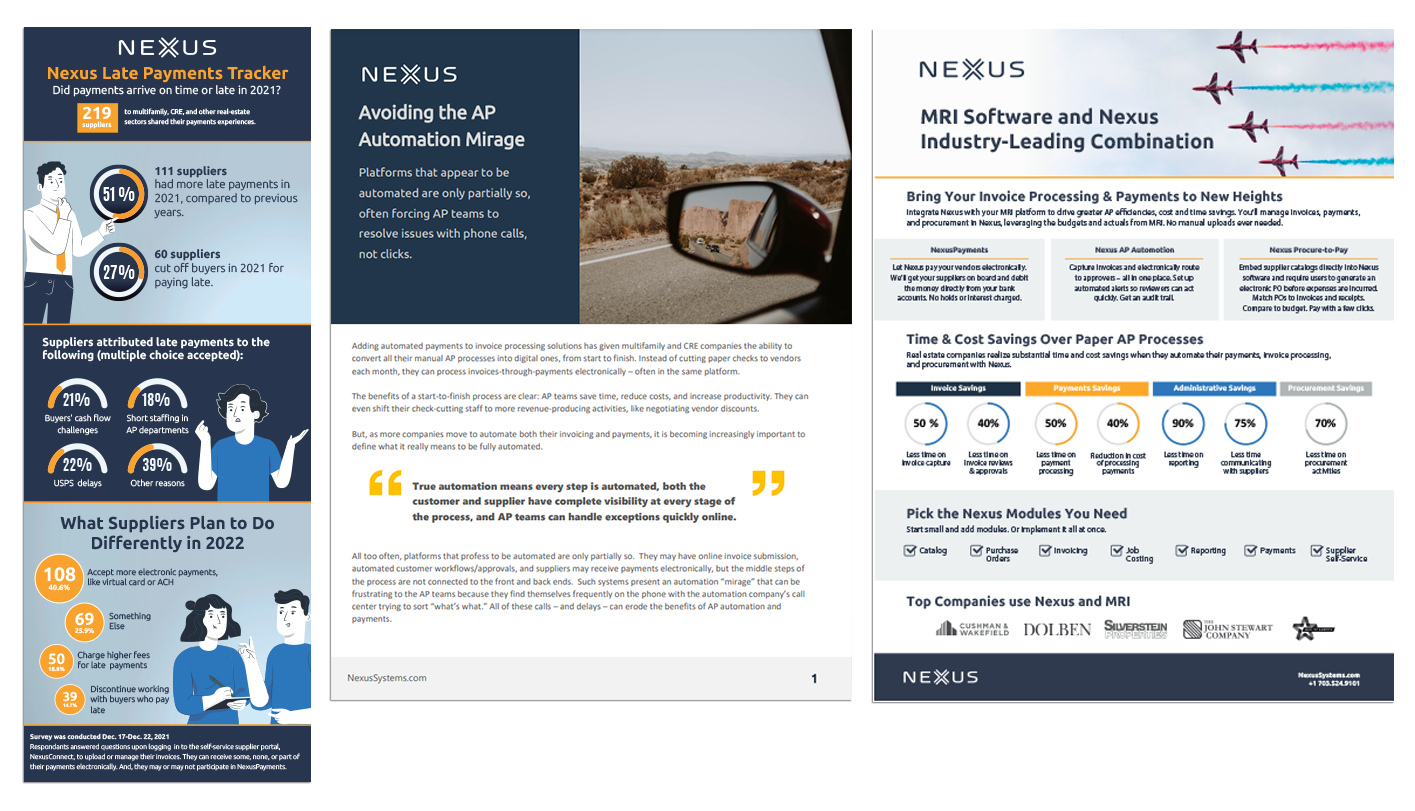 NEXUS
Nexus Late Payments Tracker
Did payments arrive on time or late in 2021?
219
suppliers
to multifamily, CRE, and other real-estate
sectors shared their payments experiences.
51 %
111 suppliers
had more late payments in
2021, compared to previous
years.
27%
60 suppliers
cut off buyers in 2021 for
paying late.
Suppliers attributed late payments to the
following (multiple choice accepted):
21%
Buyers' cash flow
challenges
18%
Short staffing in
AP departments
22%
USPS delays
39%
Other reasons
What Suppliers Plan to Do
Differently in 2022
108
40.6%
Accept more electronic payments,
like virtual card or ACH
69
25.9%
Something
Else
50
18.8%
Charge higher fees
for late payments
39
14.7%
Discontinue working
with buyers who pay
late
Survey was conducted Dec. 17-Dec. 22, 2021
Respondants answered questions upon logging in to the self-service supplier portal,
NexusConnect, to upload or manage their invoices. They can receive some, none, or part of
their payments electronically. And, they may or may not participate in NexusPayments.
NEXUS
Avoiding the AP
Automation Mirage
Platforms that appear to be
automated are only partially so,
often forcing AP teams to
resolve issues with phone calls,
not clicks.
Adding automated payments to invoice processing solutions has given multifamily and CRE companies the ability to
convert all their manual AP processes into digital ones, from start to finish. Instead of cutting paper checks to vendors
each month, they can process invoices-through-payments electronically – often in the same platform.
The benefits of a start-to-finish process are clear: AP teams save time, reduce costs, and increase productivity. They can
even shift their check-cutting staff to more revenue-producing activities, like negotiating vendor discounts.
But, as more companies move to automate both their invoicing and payments, it is becoming increasingly important to
define what it really means to be fully automated.
“ True automation means every step is automated, both the ”
customer and supplier have complete visibility at every stage of
the process, and AP teams can handle exceptions quickly online.
All too often, platforms that profess to be automated are only partially so. They may have online invoice submission,
automated customer workflows/approvals, and suppliers may receive payments electronically, but the middle steps of
the process are not connected to the front and back ends. Such systems present an automation “mirage” that can be
frustrating to the AP teams because they find themselves frequently on the phone with the automation company's call
center trying to sort “what's what.” All of these calls – and delays – can erode the benefits of AP automation and
payments.
NexusSystems.com
1
NEXUS
MRI Software and Nexus
Industry-Leading Combination
Bring Your Invoice Processing & Payments to New Heights
Integrate Nexus with your MRI platform to drive greater AP efficiencies, cost and time savings. You'll manage invoices, payments,
and procurement in Nexus, leveraging the budgets and actuals from MRI. No manual uploads ever needed.
NexusPayments
Let Nexus pay your vendors electronically.
We'll get your suppliers on board and debit
the money directly from your bank
accounts. No holds or interest charged.
Nexus AP Automation
Capture invoices and electronically route
to approvers – all in one place. Set up
automated alerts so reviewers can act
quickly. Get an audit trail.
Nexus Procure-to-Pay
Embed supplier catalogs directly into Nexus
software and require users to generate an
electronic PO before expenses are incurred.
Match POs to invoices and receipts.
Compare to budget. Pay with a few clicks.
Time & Cost Savings Over Paper AP Processes
Real estate companies realize substantial time and cost savings when they automate their payments, invoice processing,
and procurement with Nexus.
Invoice Savings
Payments Savings
Administrative Savings
Procurement Savings
50 %
40%
50%
40%
90%
75%
70%
Less time on
invoice capture
Less time on
invoice reviews
& approvals
Less time on
payment
processing
Reduction in cost
of processing
payments
Less time on
reporting
Less time
communicating
with suppliers
Less time on
procurement
activities
Pick the Nexus Modules You Need
Start small and add modules. Or implement it all at once.
Catalog
Purchase
Orders
Invoicing
Job
Costing
Reporting
Payments
Supplier
Self-Service
Top Companies use Nexus and MRI
CUSHMAN &
WAKEFIELD
DOLBEN
SILVERSTEIN
PROPERTIES
THE
JOHN STEWART
COMPANY
NEXUS
NexusSystems.com
+1 703.524.9101